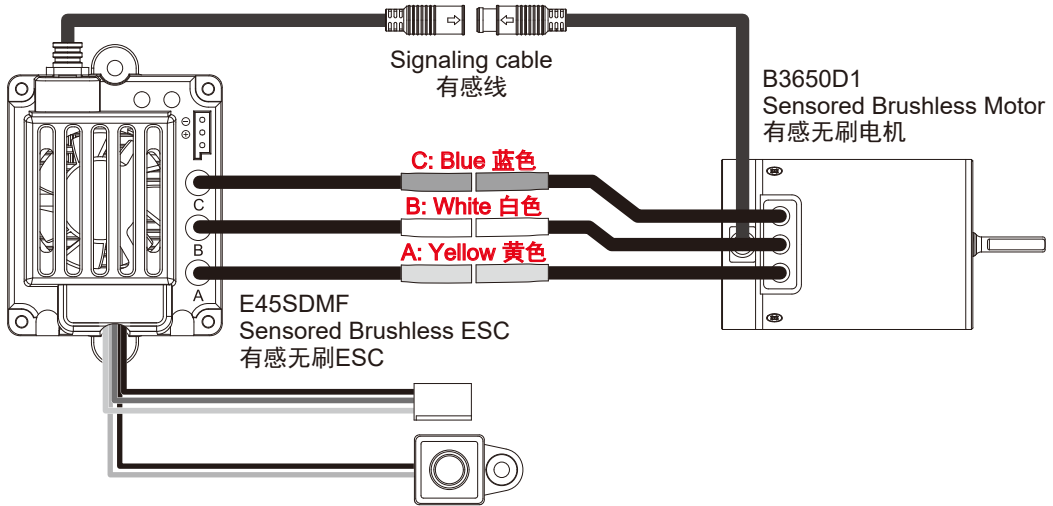 Signaling cable
有感线
B3650D1
Sensored Brushless Motor
有感无刷电机
C: Blue 蓝色
C
B: White 白色
B
A: Yellow 黄色
A
E45SDMF
Sensored Brushless ESC
有感无刷ESC